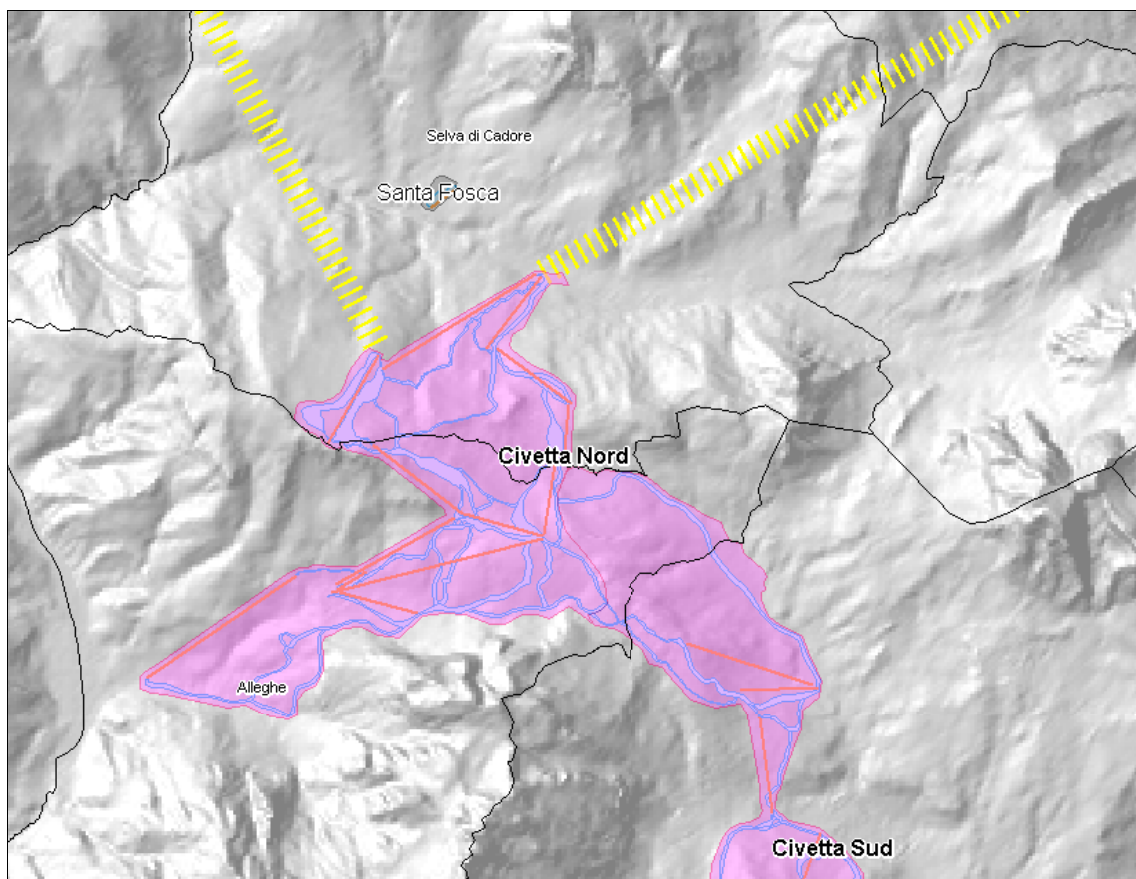 Selva di Cadore
Santa Fosca
Civetta Nord
Alleghe
Civetta Sud